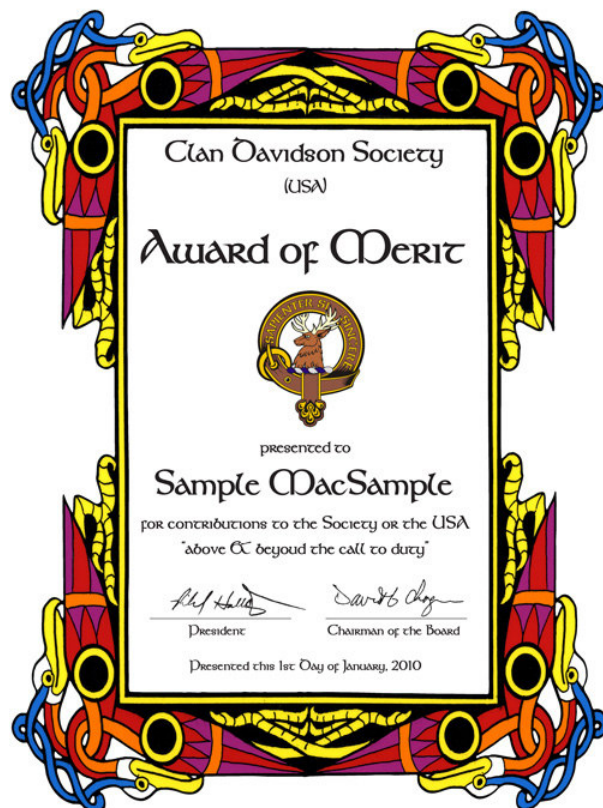 Clan Davidson Society
(USA)
Award of Merit
SAPIENTER SI SINCERE
presented to
Sample MacSample
for contributions to the Society or the USA
"above & beyoud the call to duty"
President
Chairman of the Board
Presented this 1st Day of January, 2010